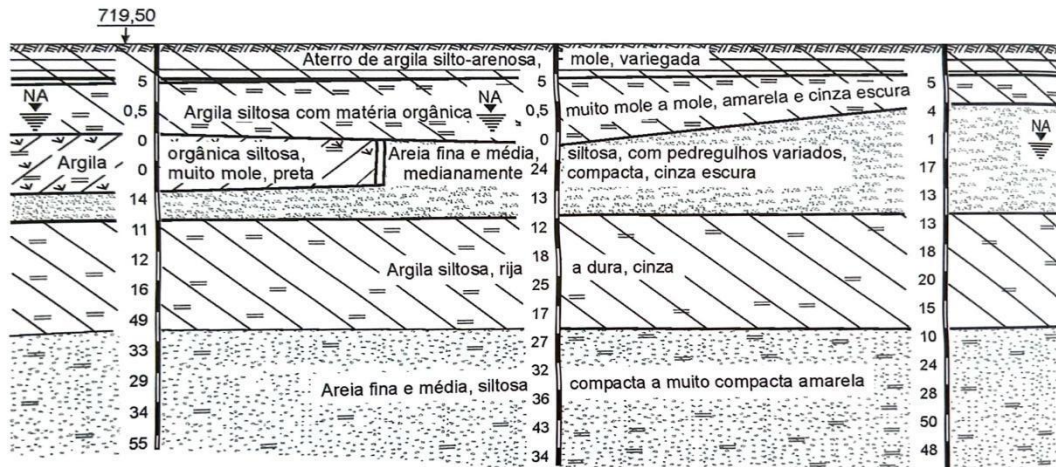 719,50
Aterro de argila silto-arenosa, mole, variegada
5 5 5
NA NA
0,5 Argila siltosa com matéria orgânica 0,5 muito mole a mole, amarela e cinza escura 4
0 0 1 NA
Argila 0 orgânica siltosa, muito mole, preta
Areia fina e média, medianamente 24 siltosa, com pedregulhos variados, compacta, cinza escura 17
14 13 13
11 12 13
12 18 18
Argila siltosa, rija a dura, cinza
16 25 20
49 17 15
33 27 10
29 32 24
Areia fina e média, siltosa compacta a muito compacta amarela
34 36 28
55 43 50
34 48